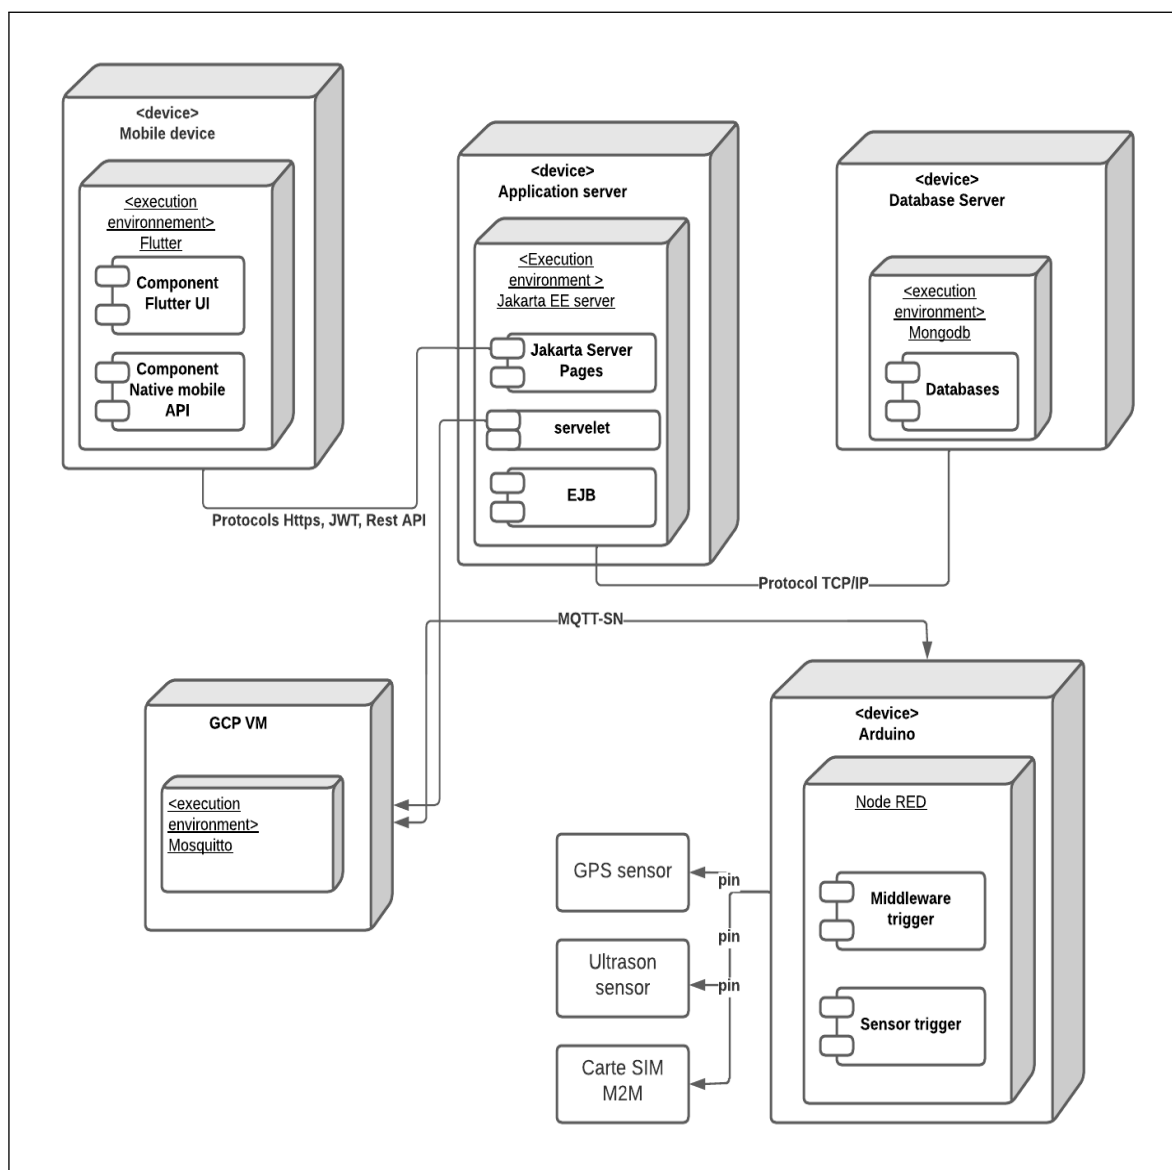 <device>
Mobile device
<execution
environnement>
Flutter
Component
Flutter UI
Component
Native mobile
API
<device>
Application server
<Execution
environment >
Jakarta EE server
Jakarta Server
Pages
servelet
EJB
<device>
Database Server
<execution
environment>
Mongodb
Databases
Protocols Https, JWT, Rest API
Protocol TCP/IP
MQTT-SN
GCP VM
<execution
environment>
Mosquitto
<device>
Arduino
Node RED
Middleware
trigger
Sensor trigger
GPS sensor
pin
pin
Ultrason
sensor
pin
Carte SIM
M2M